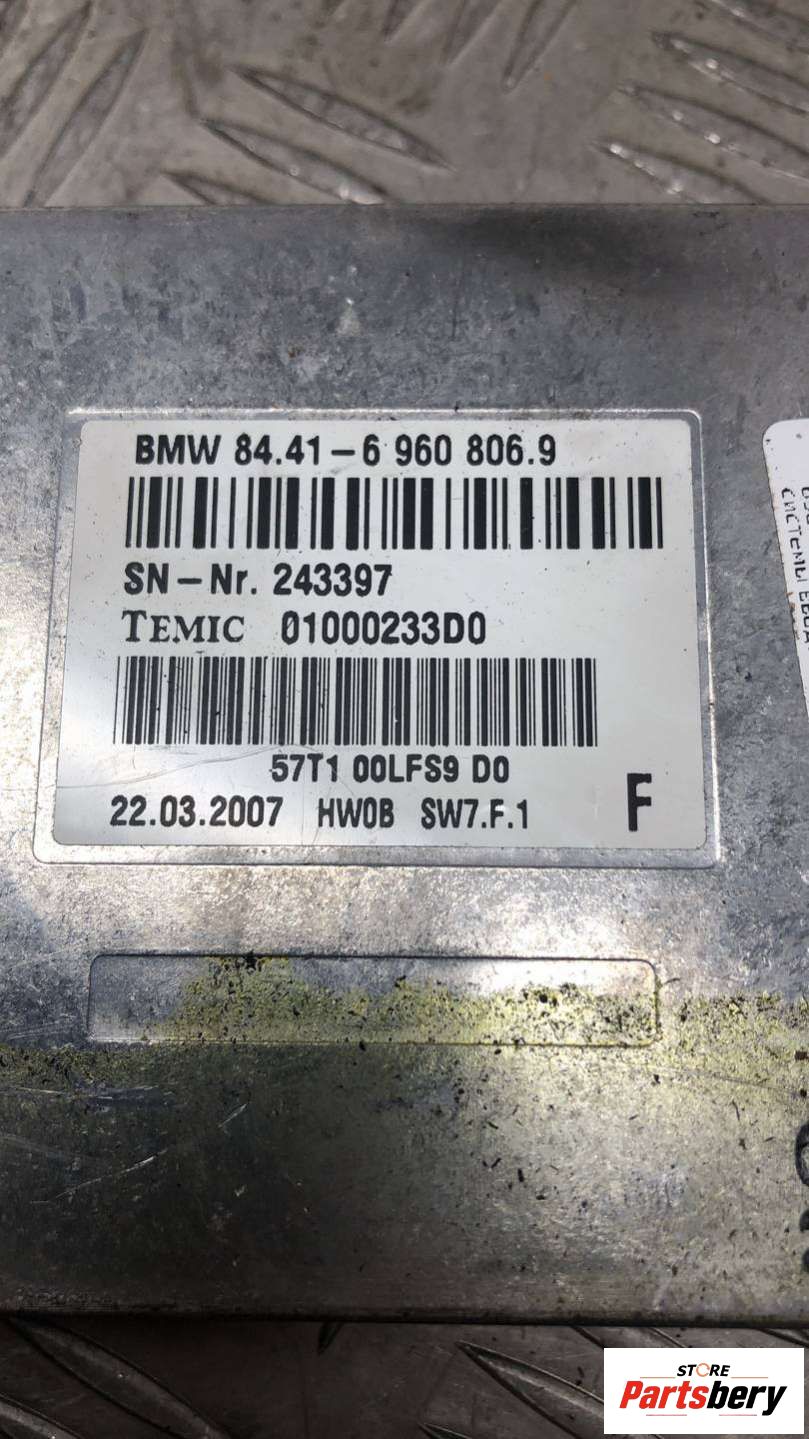 BMW 84.41-6 960 806.9
SN-Nr. 243397
TEMIC 01000233D0
57T1 00LFS9 D0
22.03.2007 HW0B SW7.F.1 F
STORE
Partsbery